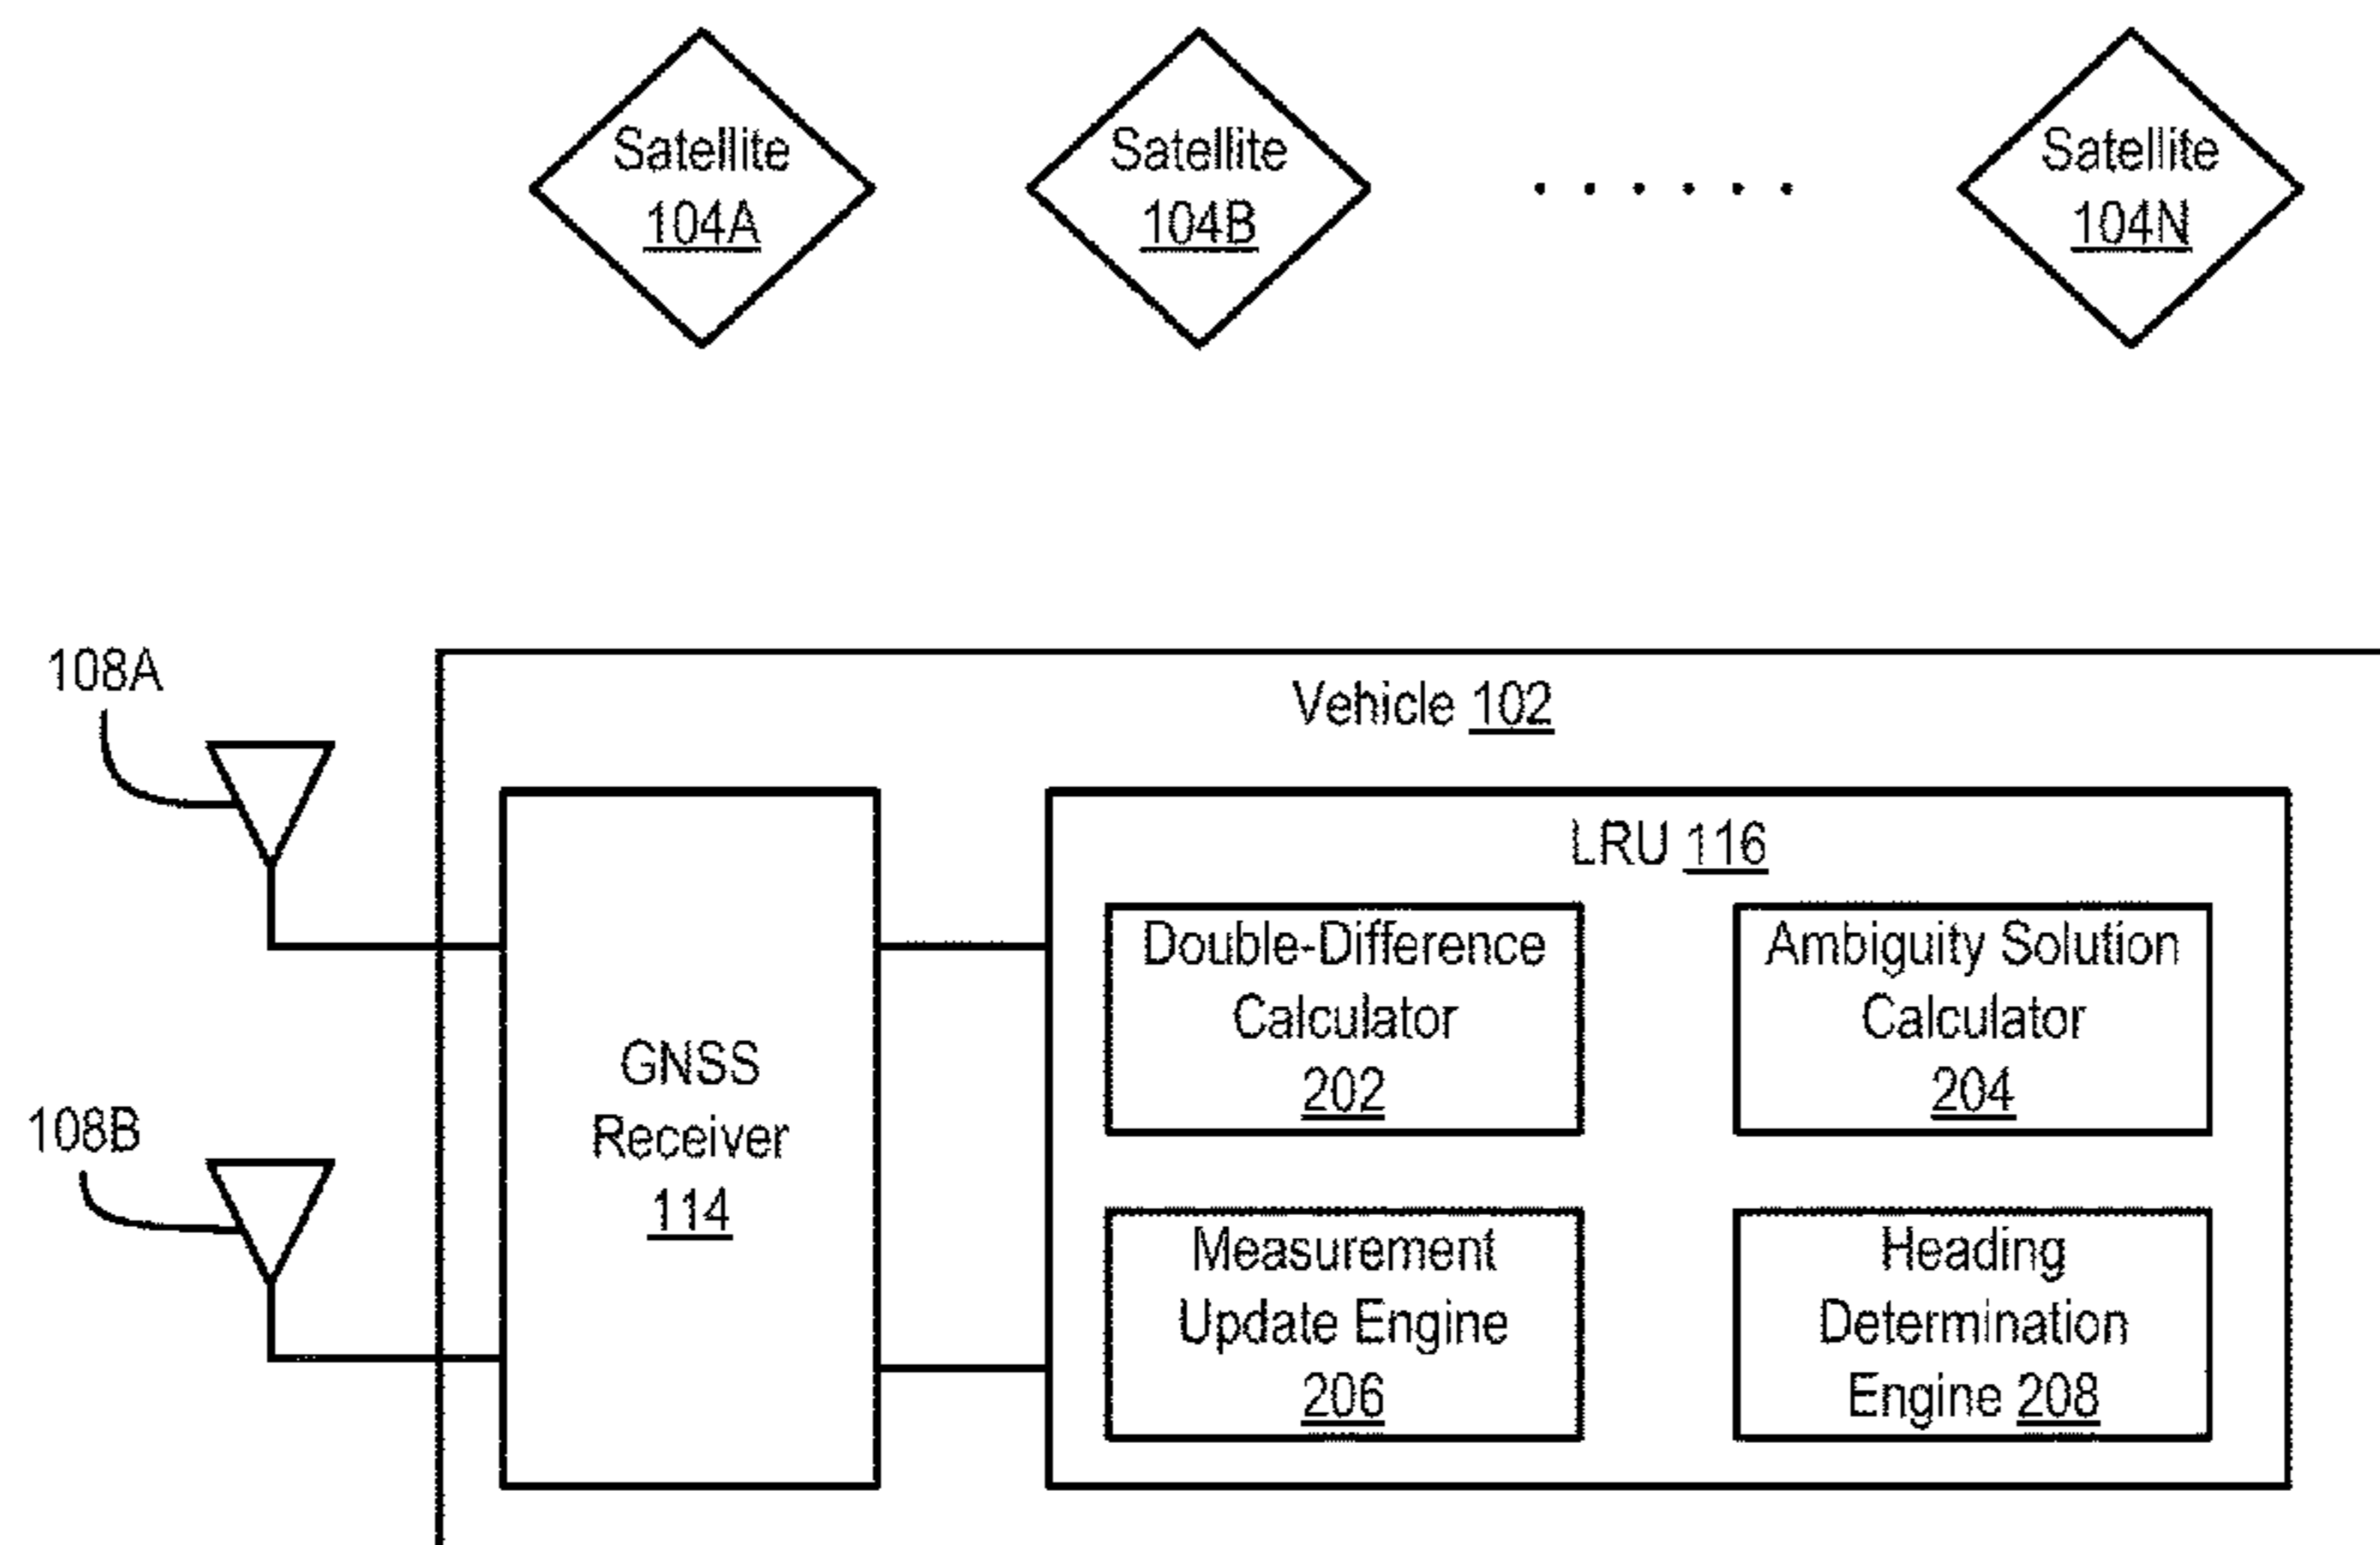 Satellite
104A
Satellite
104B
Satellite
104N
108A
Vehicle 102
LRU 116
Double-Difference
Calculator
202
Ambiguity Solution
Calculator
204
GNSS
Receiver
114
108B
Measurement
Update Engine
206
Heading
Determination
Engine 208